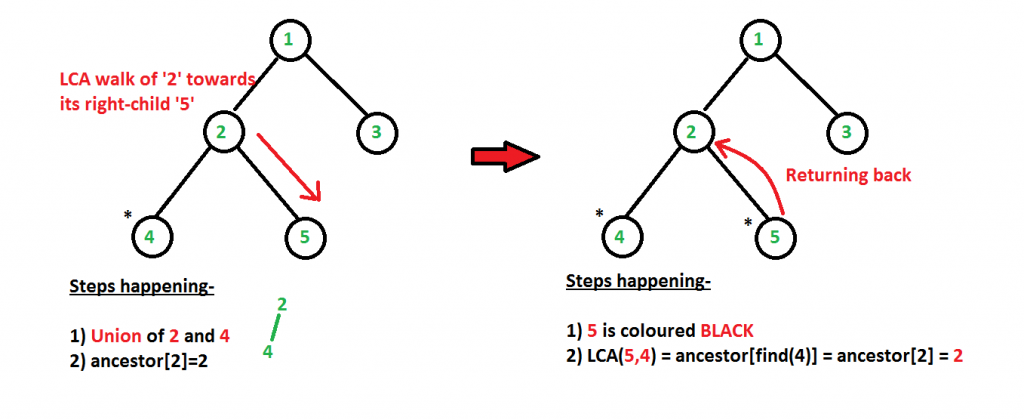 1
LCA walk of '2' towards
its right-child '5'
2
3
*
4
5
Steps happening-
1) Union of 2 and 4
2) ancestor[2]=2
2
4
1
2
3
Returning back
*
4
*
5
Steps happening-
1) 5 is coloured BLACK
2) LCA(5,4) = ancestor[find(4)] = ancestor[2] = 2